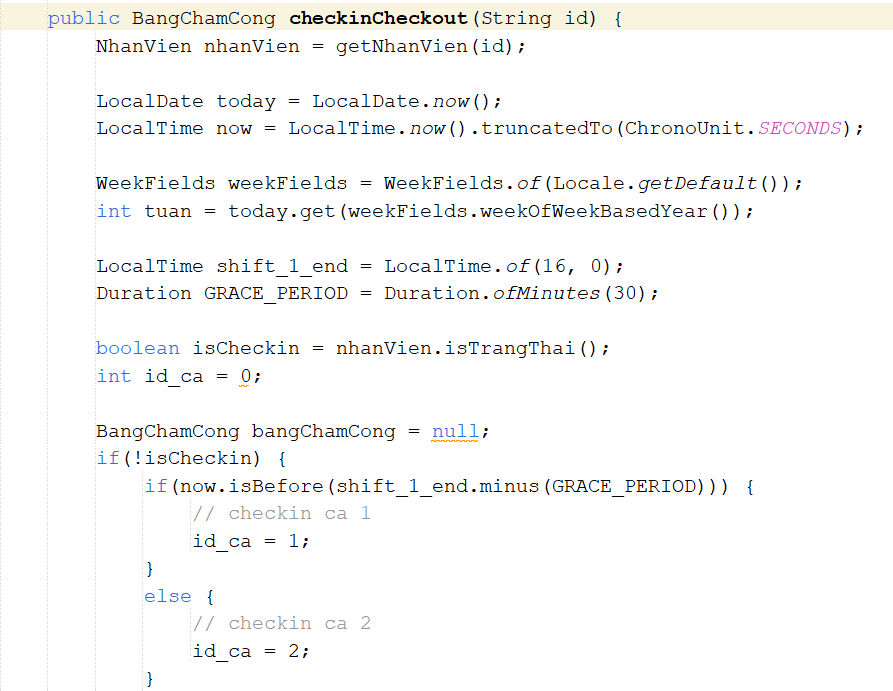 public BangChamCong checkinCheckout(String id) {
    NhanVien nhanVien = getNhanVien(id);

    LocalDate today = LocalDate.now();
    LocalTime now = LocalTime.now().truncatedTo(ChronoUnit.SECONDS);

    WeekFields weekFields = WeekFields.of(Locale.getDefault());
    int tuan = today.get(weekFields.weekOfWeekBasedYear());

    LocalTime shift_1_end = LocalTime.of(16, 0);
    Duration GRACE_PERIOD = Duration.ofMinutes(30);

    boolean isCheckin = nhanVien.isTrangThai();
    int id_ca = 0;

    BangChamCong bangChamCong = null;
    if(!isCheckin) {
        if(now.isBefore(shift_1_end.minus(GRACE_PERIOD))) {
            // checkin ca 1
            id_ca = 1;
        }
        else {
            // checkin ca 2
            id_ca = 2;
        }